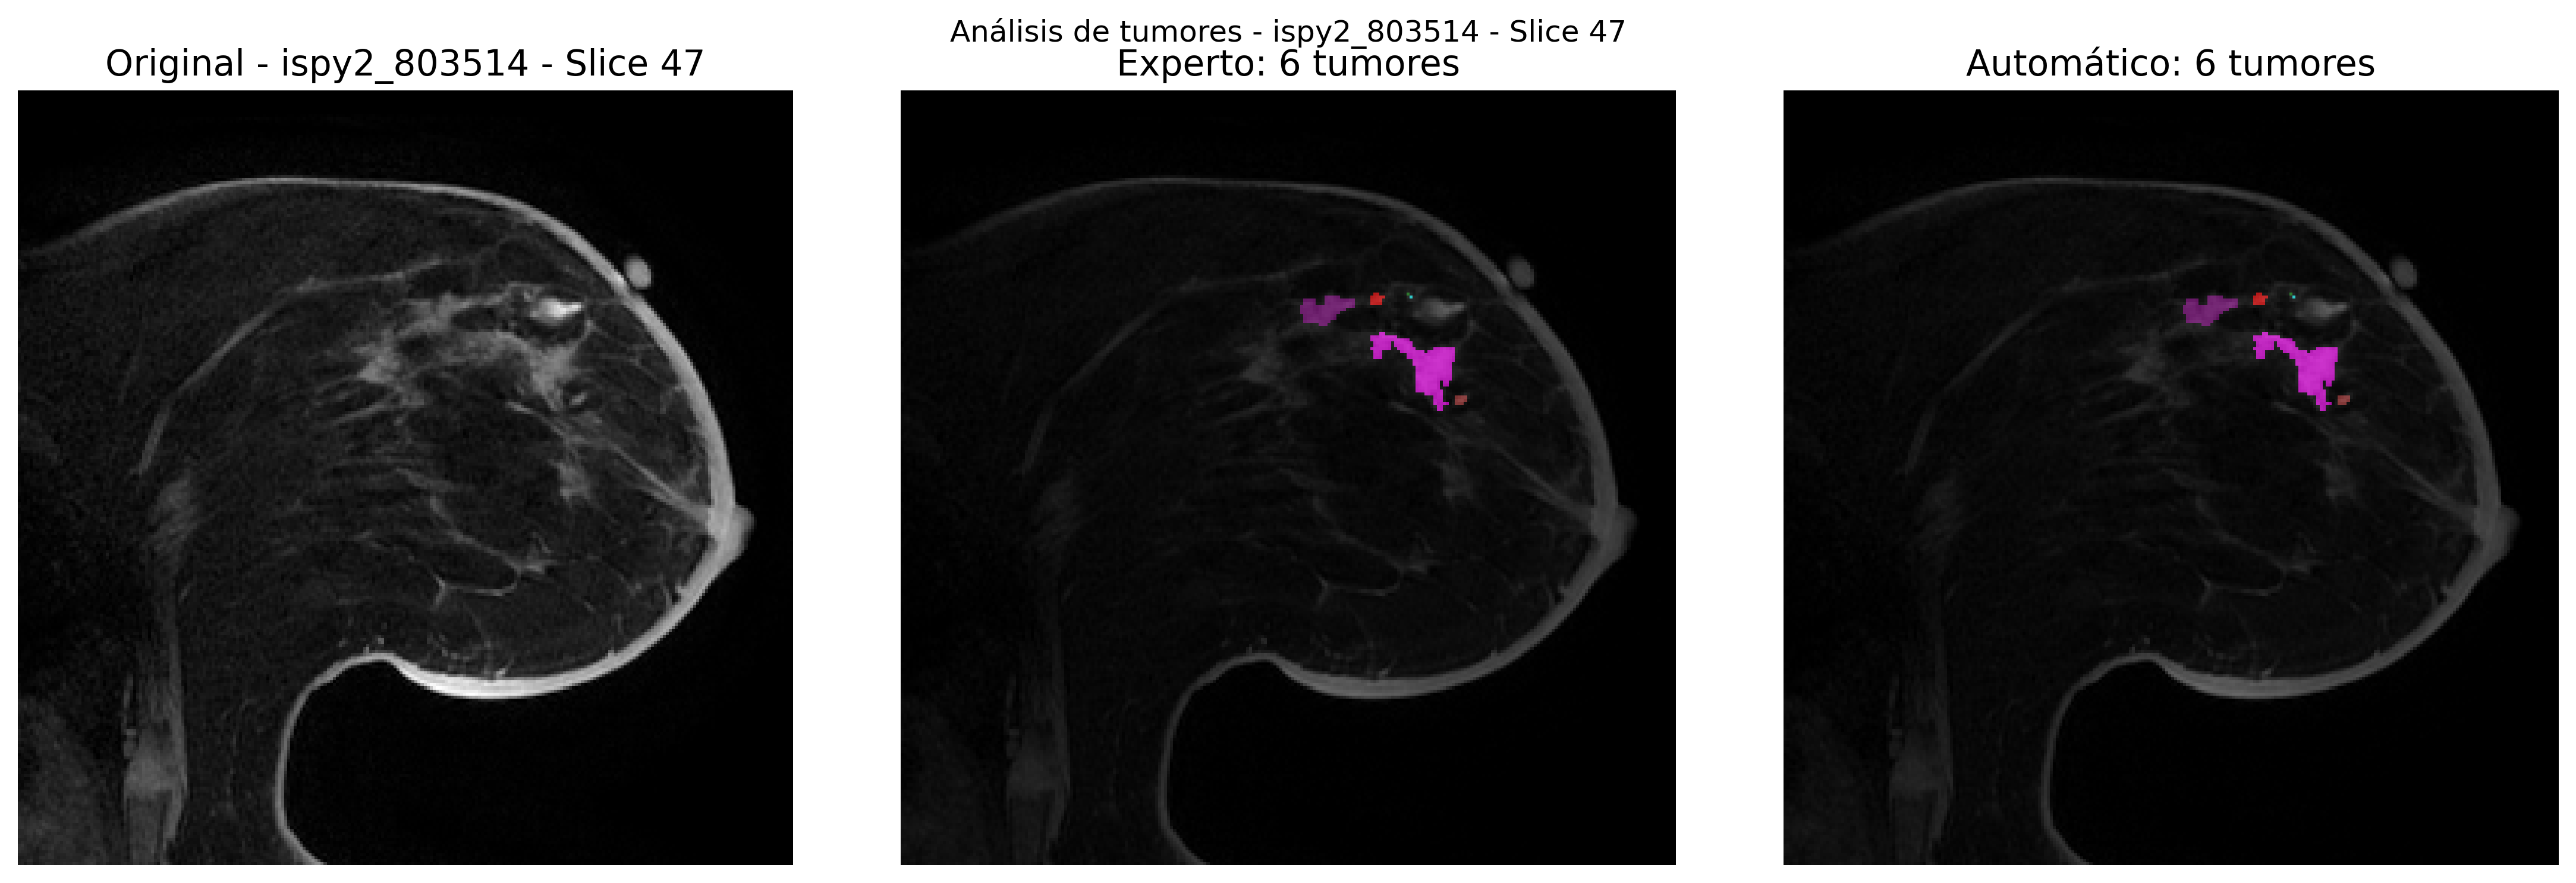 Análisis de tumores - ispy2_803514 - Slice 47
Original - ispy2_803514 - Slice 47
Experto: 6 tumores
Automático: 6 tumores